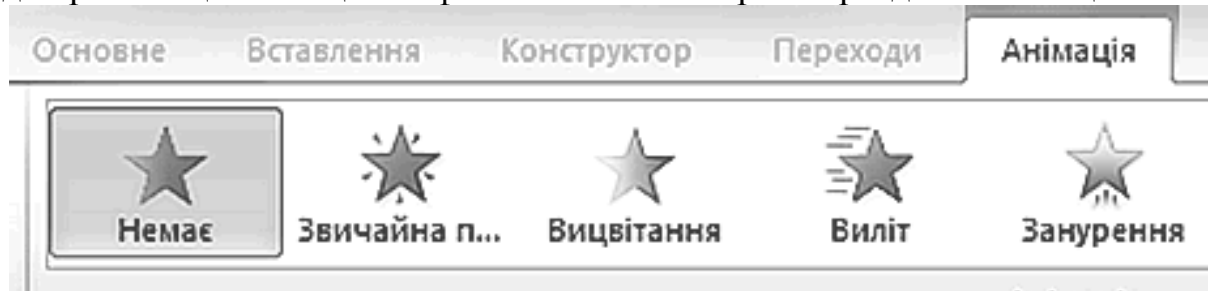 Основне Вставлення Конструктор Переходи Анімація
Немає Звичайна п... Вицвітання Виліт Занурення